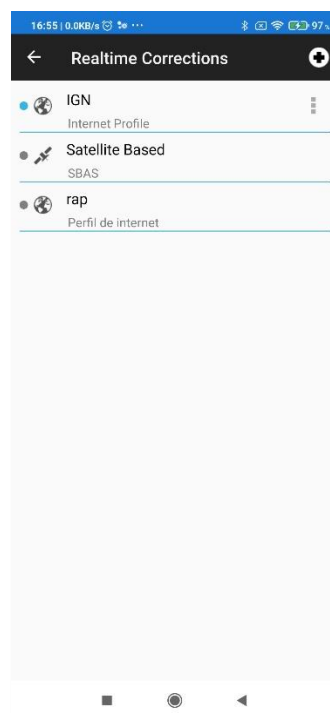 16:55 | 0.0KB/s ... 97%
Realtime Corrections
IGN
Internet Profile
Satellite Based
SBAS
rap
Perfil de internet